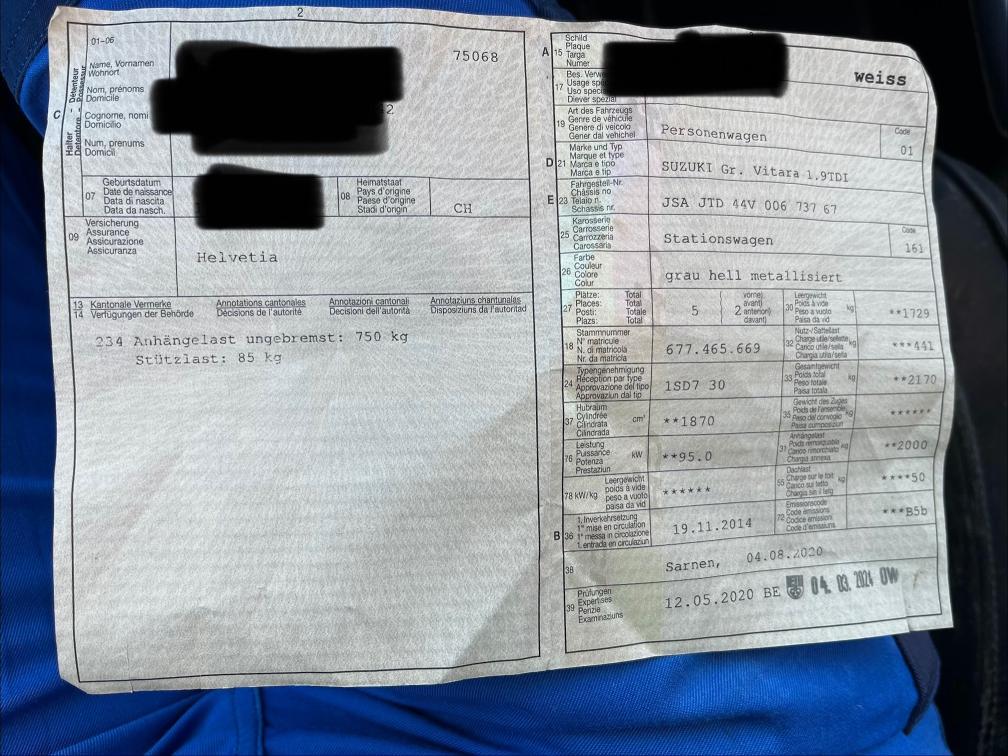 2
01-06
75068
Name, Vornamen
Wohnort
Nom, prénoms
Domicile
Cognome, nomi
Domicilio
Num, prenums
Domicil
C
Halter Détenteur
Detentore Possessur
07
Geburtsdatum
Date de naissance
Data di nascita
Data da nasch.
08
Heimatstaat
Pays d'origine
Paese d'origine
Stadi d'origin
CH
09
Versicherung
Assurance
Assicurazione
Assicuranza
Helvetia
13 Kantonale Vermerke Annotations cantonales Annotazioni cantonali Annotaziuns chantunalas
14 Verfügungen der Behörde Décisions de l'autorité Decisioni dell'autorità Disposiziuns da l'autoritad
234 Anhängelast ungebremst: 750 kg
Stützlast: 85 kg
A 15
Schild
Plaque
Targa
Numer
weiss
17
Bes. Verwe
Usage spé
Uso specia
Diever spezial
19
Art des Fahrzeugs
Genre de véhicule
Genere di veicolo
Gener dal vehichel
Personenwagen
Code
01
D 21
Marke und Typ
Marque et type
Marca e tipo
Marca e tip
SUZUKI Gr. Vitara 1.9TDI
E 23
Fahrgestell-Nr.
Châssis no
Telaio n.
Schassis nr.
JSA JTD 44V 006 737 67
25
Karosserie
Carrosserie
Carrozzeria
Carossaria
Stationswagen
Code
161
26
Farbe
Couleur
Colore
Colur
grau hell metallisiert
27
Plätze: Total
Places: Total
Posti: Totale
Plazs: Total
5
2
vorne)
avant)
anteriori)
davant)
30
Leergewicht
Poids à vide
Peso a vuoto
Paisa da vid
kg
**1729
18
Stammnummer
N° matricule
N. di matricola
Nr. da matricla
677.465.669
32
Nutz-/Sattellast
Charge utile/sellette
Carico utile/sella
Chargia utila/sella
kg
***441
24
Typengenehmigung
Réception par type
Approvazione del tipo
Approvaziun dal tip
1SD7 30
33
Gesamtgewicht
Poids total
Peso totale
Paisa totala
kg
**2170
37
Hubraum
Cylindrée
Cilindrata
Cilindrada
cm³
**1870
35
Gewicht des Zuges
Poids de l'ensemble
Peso del convoglio
Paisa cumposiziun
kg
******
76
Leistung
Puissance
Potenza
Prestaziun
kW
**95.0
31
Anhängelast
Poids remorquable
Carico rimorchiato
Chargia annexa
kg
**2000
78 kW/kg
Leergewicht
poids à vide
peso a vuoto
paisa da vid
******
55
Dachlast
Charge sur le toit
Carico sul tetto
Chargia sin il tetg
kg
****50
B 36
1. Inverkehrsetzung
1re mise en circulation
1a messa in circolazione
1. entrada en circulaziun
19.11.2014
72
Emissionscode
Code émissions
Codice emissioni
Code d'emissiuns
***B5b
38
Sarnen, 04.08.2020
39
Prüfungen
Expertises
Perizie
Examinaziuns
12.05.2020 BE 04. 03. 2024 OW